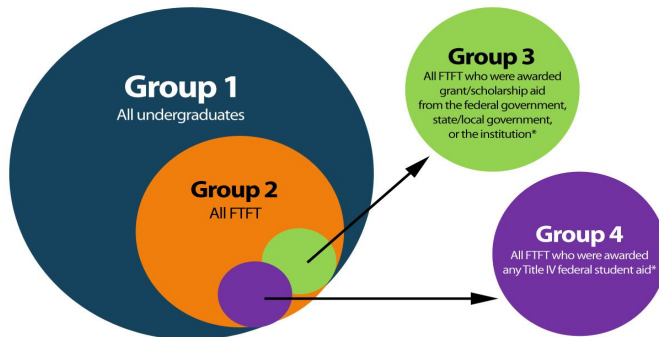 Group 1
All undergraduates
Group 2
All FTFT
Group 3
All FTFT who were awarded
grant/scholarship aid
from the federal government,
state/local government,
or the institution*
Group 4
All FTFT who were awarded
any Title IV federal student aid*